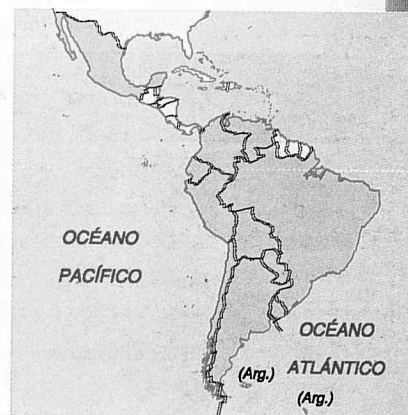 OCÉANO
PACÍFICO
OCÉANO
ATLÁNTICO
(Arg.)
(Arg.)